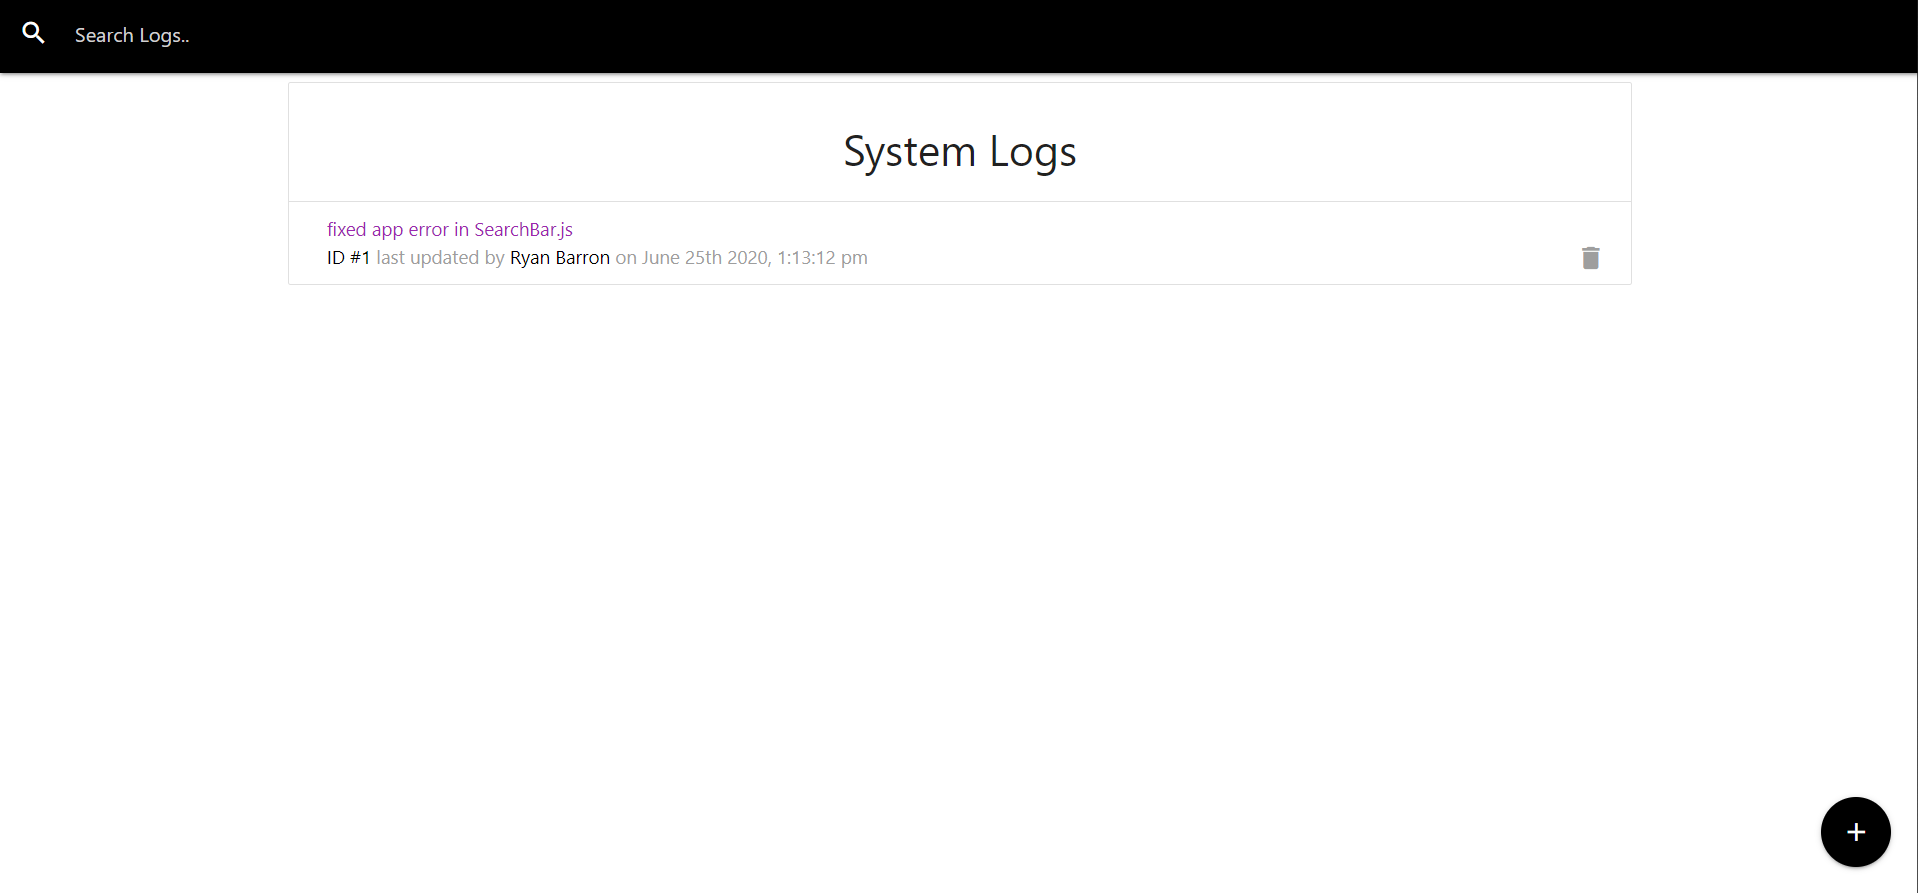 Search Logs..
System Logs
fixed app error in SearchBar.js
ID #1 last updated by Ryan Barron on June 25th 2020, 1:13:12 pm